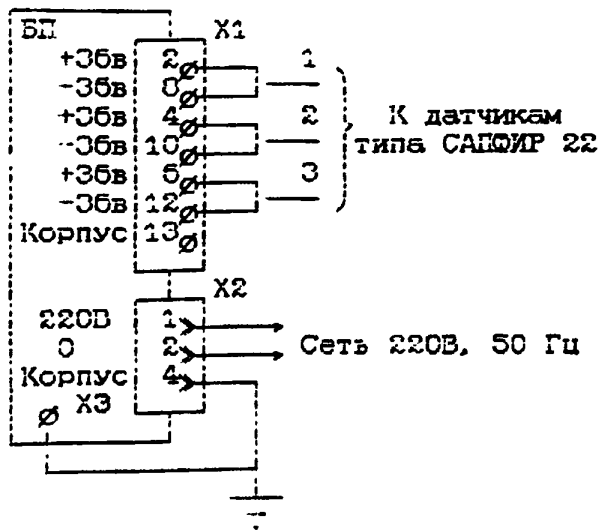 БП X1
+36в 2 1
-36в 8
+36в 4 2 К датчикам
-36в 10 типа САПФИР 22
+36в 6 3
-36в 12
Корпус 13
X2
220В 1
0 2 Сеть 220В, 50 Гц
Корпус 4
X3